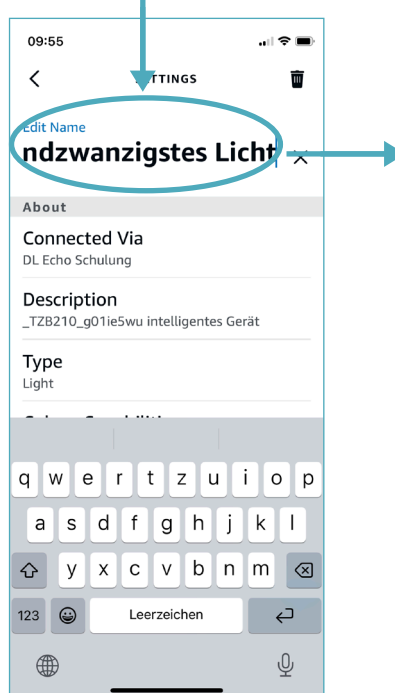 09:55
TTINGS
Edit Name
ndzwanzigstes Licht
About
Connected Via
DL Echo Schulung
Description
_TZB210_g01ie5wu intelligentes Gerät
Type
Light
q w e r t z u i o p
a s d f g h j k l
y x c v b n m
123 Leerzeichen